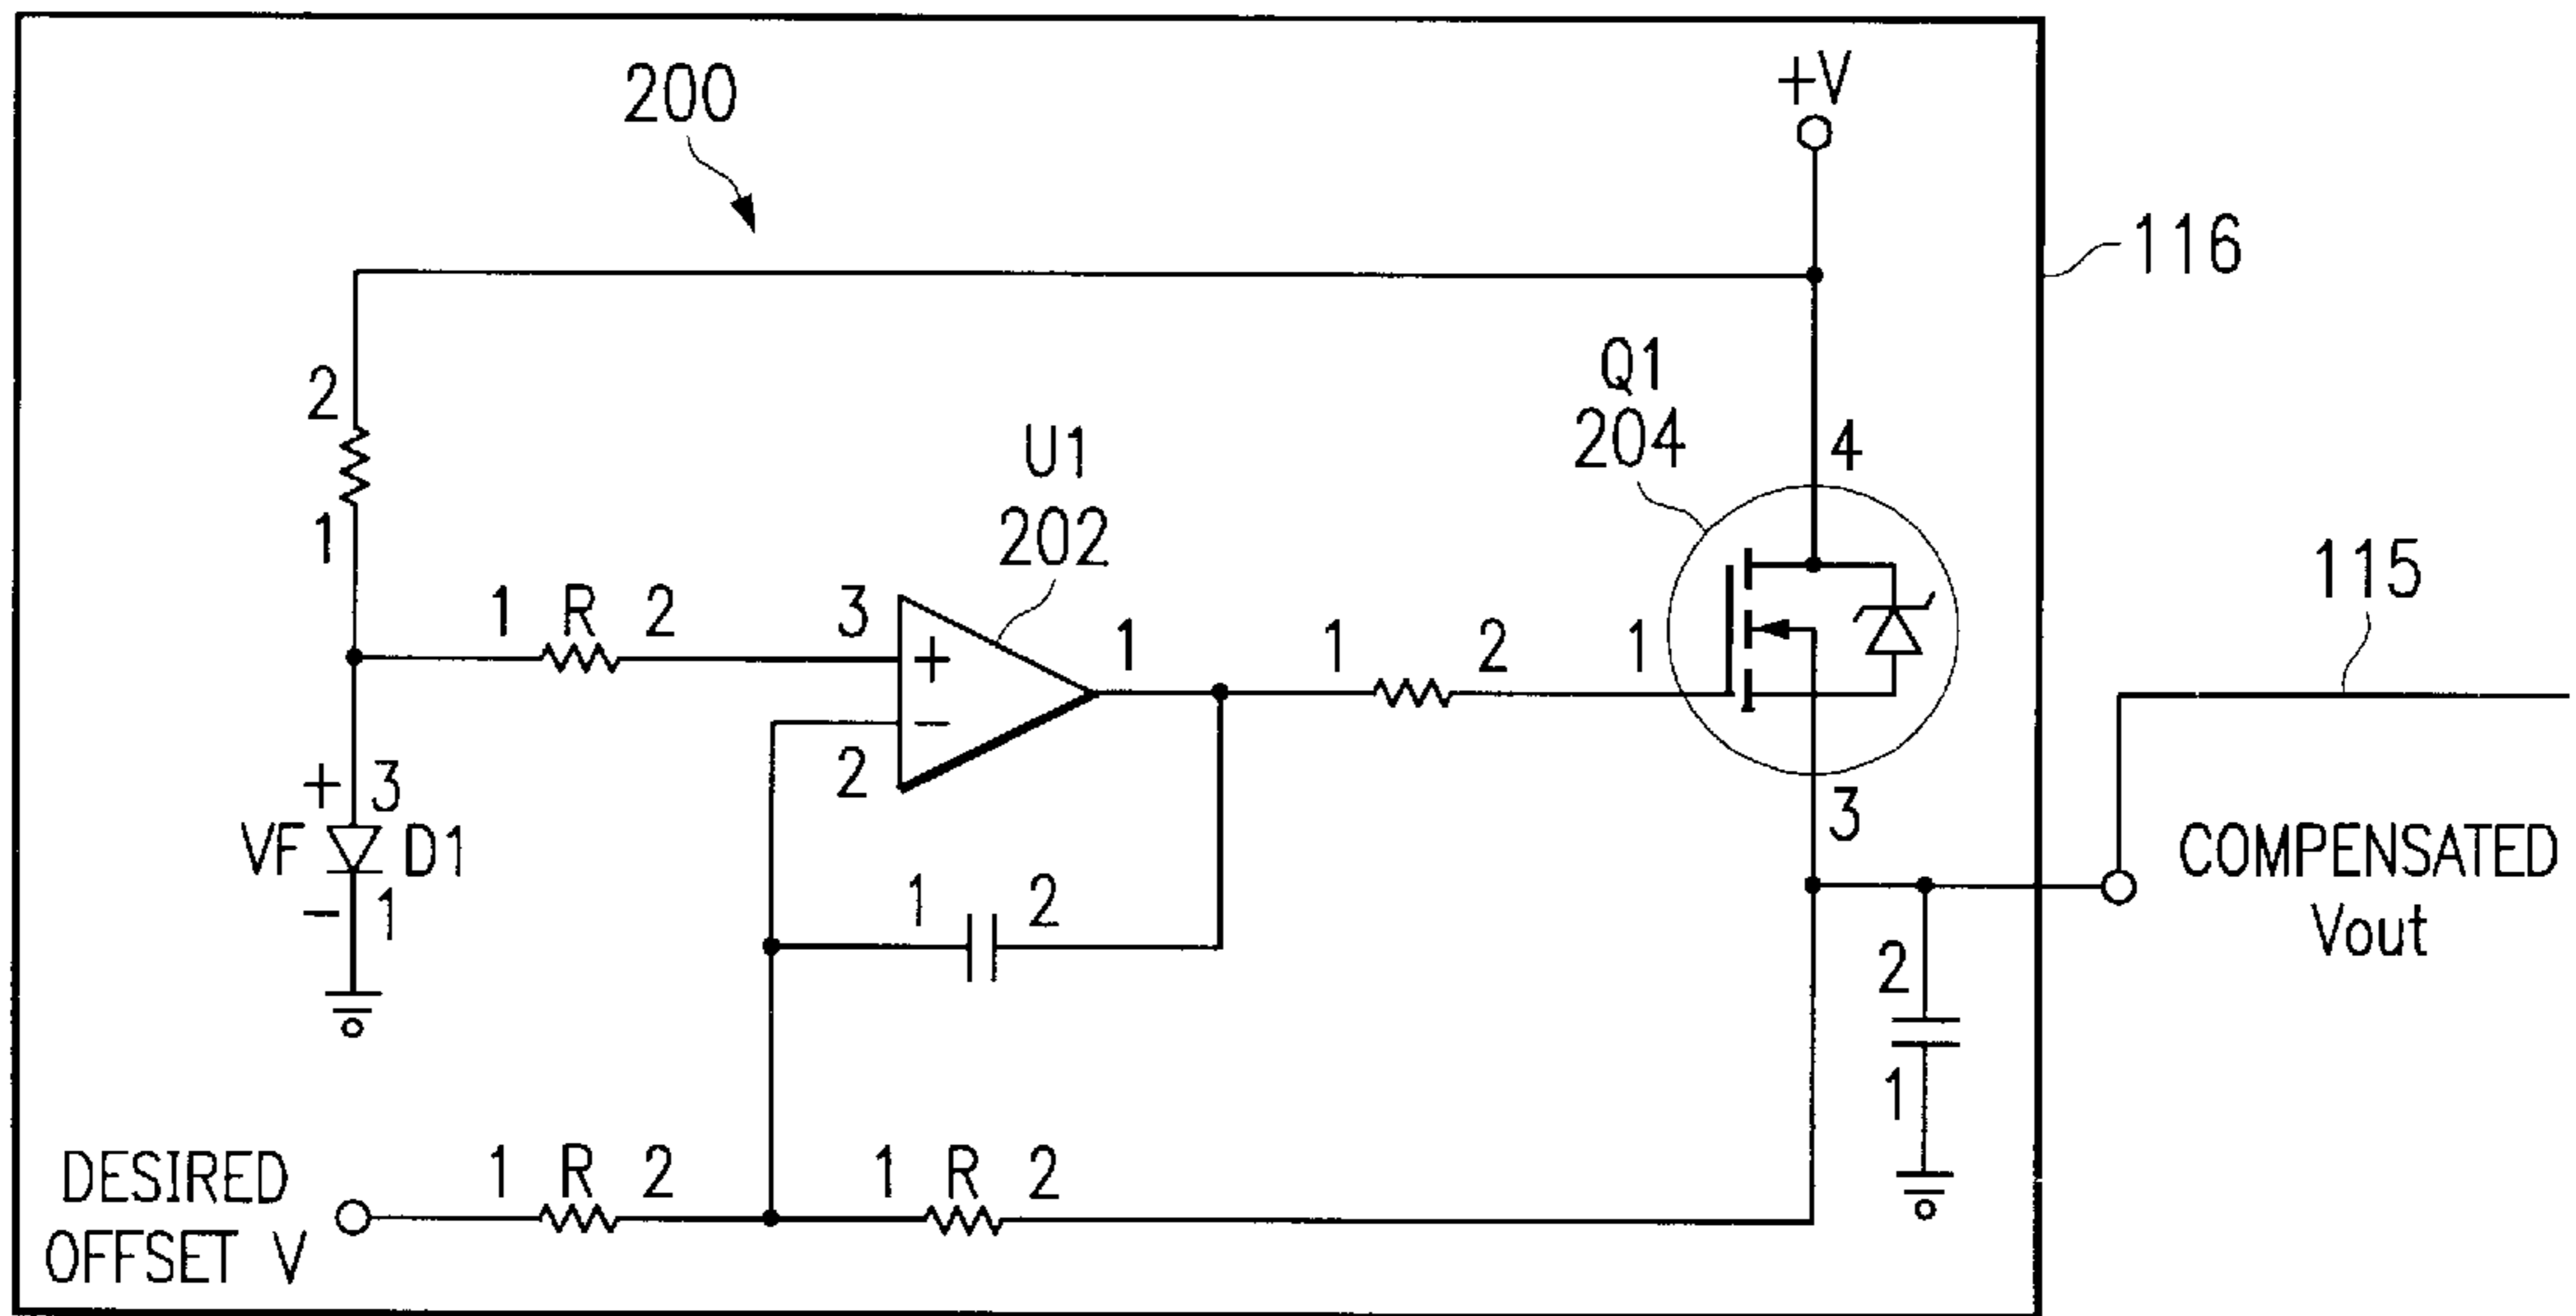 200
+V
116
2
Q1
204
4
U1
202
1
115
1 R 2
3
+
1
1 2
1
−
2
+ 3
VF D1
− 1
3
COMPENSATED
Vout
1 2
2
1
DESIRED
OFFSET V
1 R 2
1 R 2